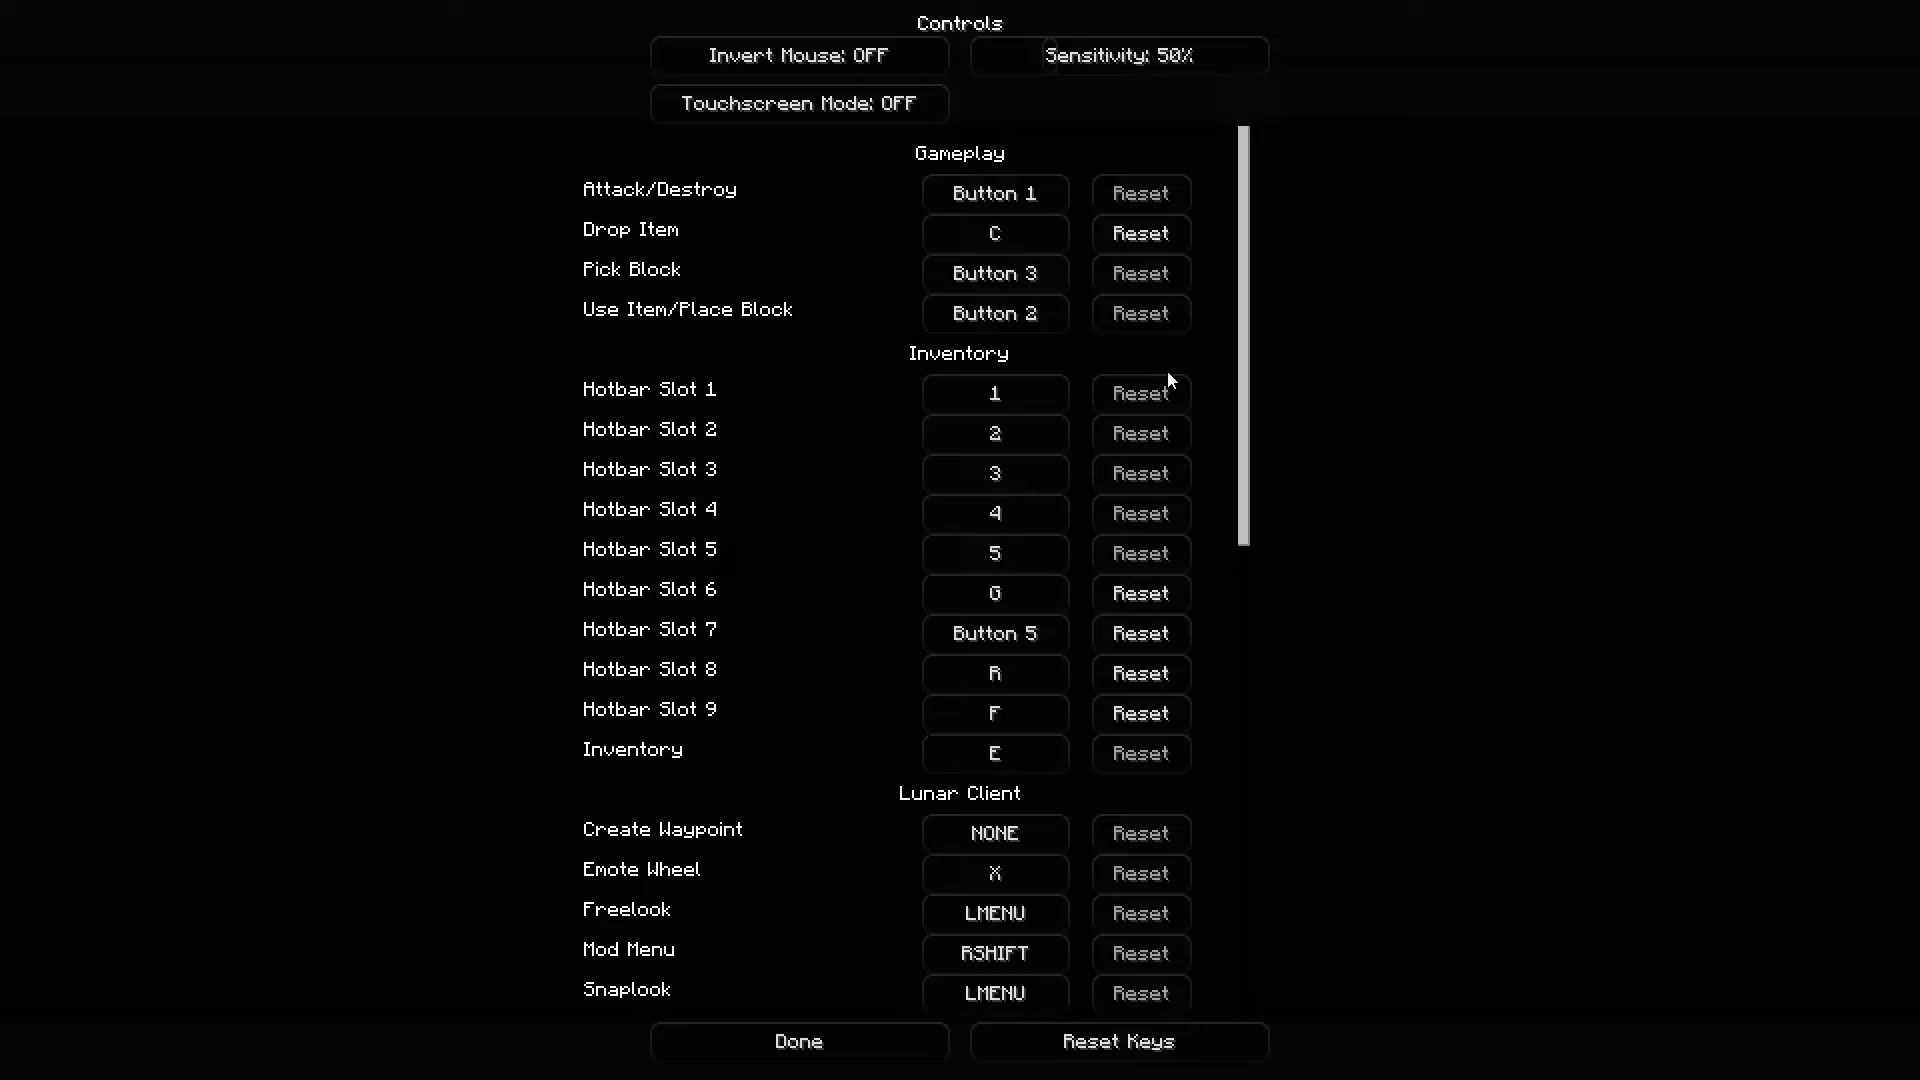 Controls
Invert Mouse: OFF Sensitivity: 50%
Touchscreen Mode: OFF
Gameplay
Attack/Destroy Button 1 Reset
Drop Item C Reset
Pick Block Button 3 Reset
Use Item/Place Block Button 2 Reset
Inventory
Hotbar Slot 1 1 Reset
Hotbar Slot 2 2 Reset
Hotbar Slot 3 3 Reset
Hotbar Slot 4 4 Reset
Hotbar Slot 5 5 Reset
Hotbar Slot 6 G Reset
Hotbar Slot 7 Button 5 Reset
Hotbar Slot 8 R Reset
Hotbar Slot 9 F Reset
Inventory E Reset
Lunar Client
Create Waypoint NONE Reset
Emote Wheel X Reset
Freelook LMENU Reset
Mod Menu RSHIFT Reset
Snaplook LMENU Reset
Done Reset Keys